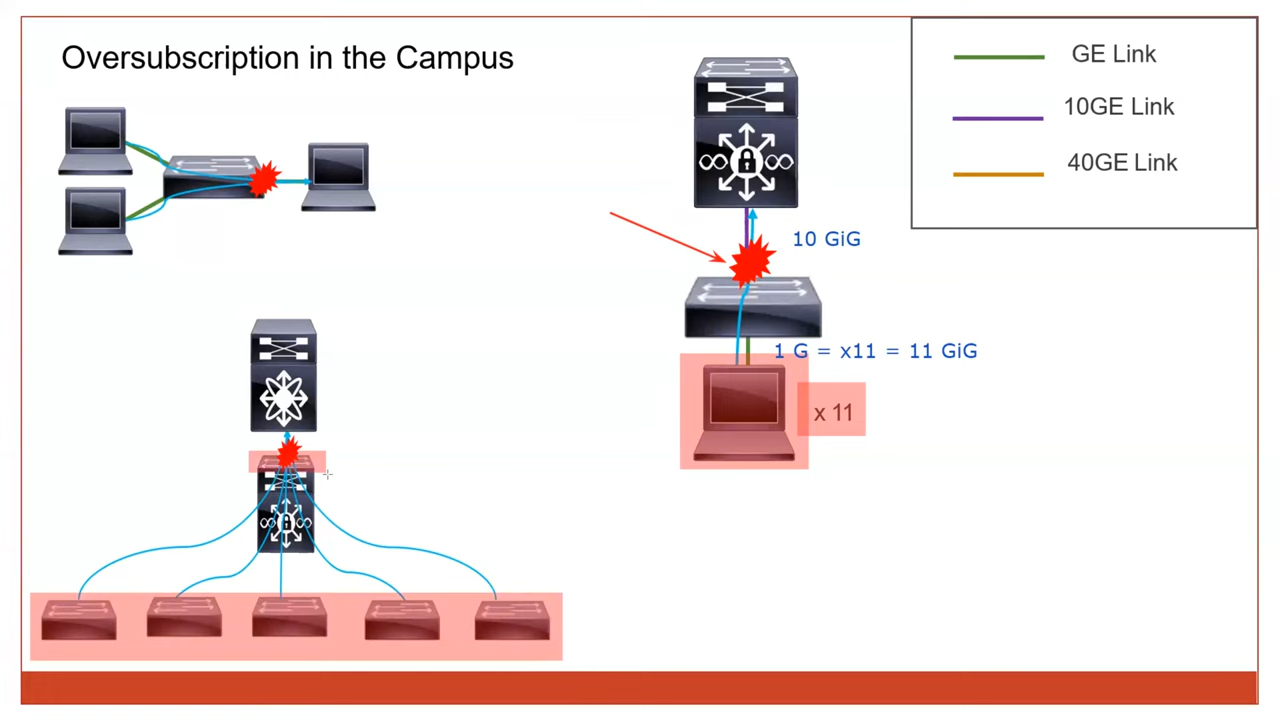 Oversubscription in the Campus
GE Link
10GE Link
40GE Link
10 GiG
1 G = x11 = 11 GiG
x 11